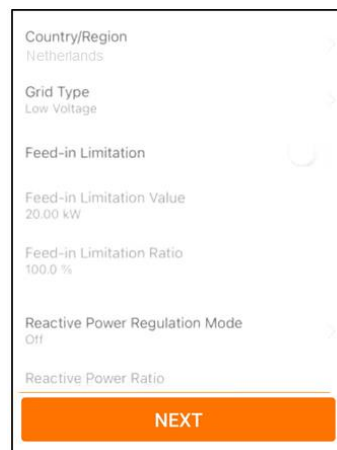 Country/Region
Netherlands
Grid Type
Low Voltage
Feed-in Limitation
Feed-in Limitation Value
20.00 kW
Feed-in Limitation Ratio
100.0 %
Reactive Power Regulation Mode
Off
Reactive Power Ratio
NEXT